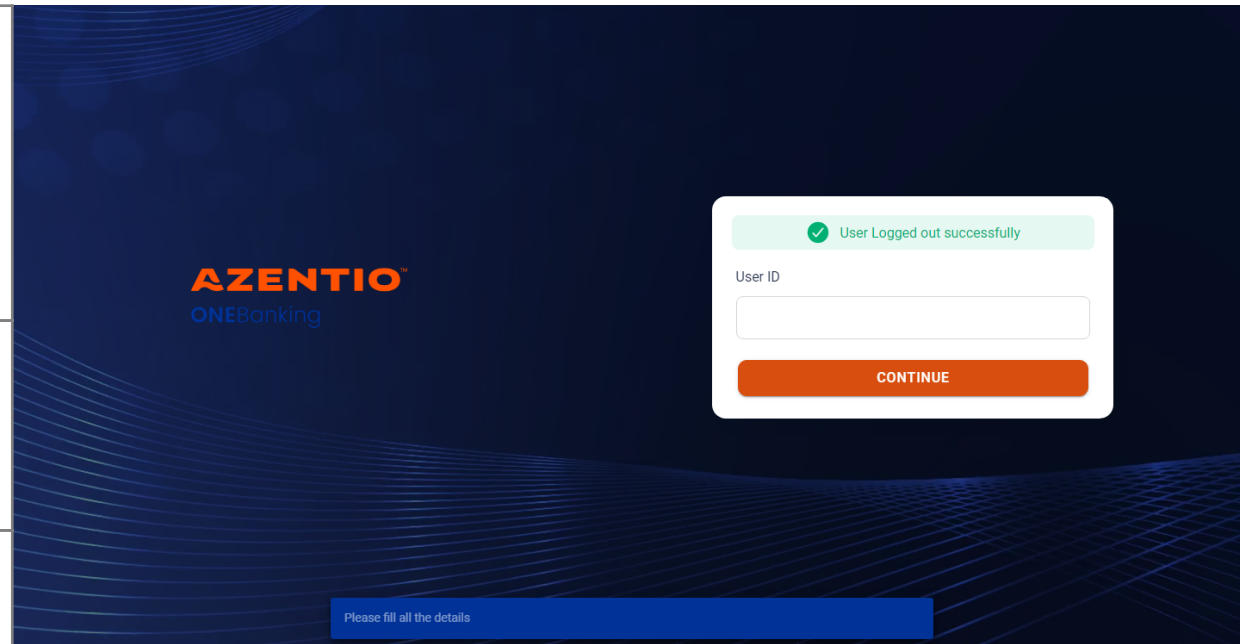 AZENTIO™
ONEBanking
User Logged out successfully
User ID
CONTINUE
Please fill all the details